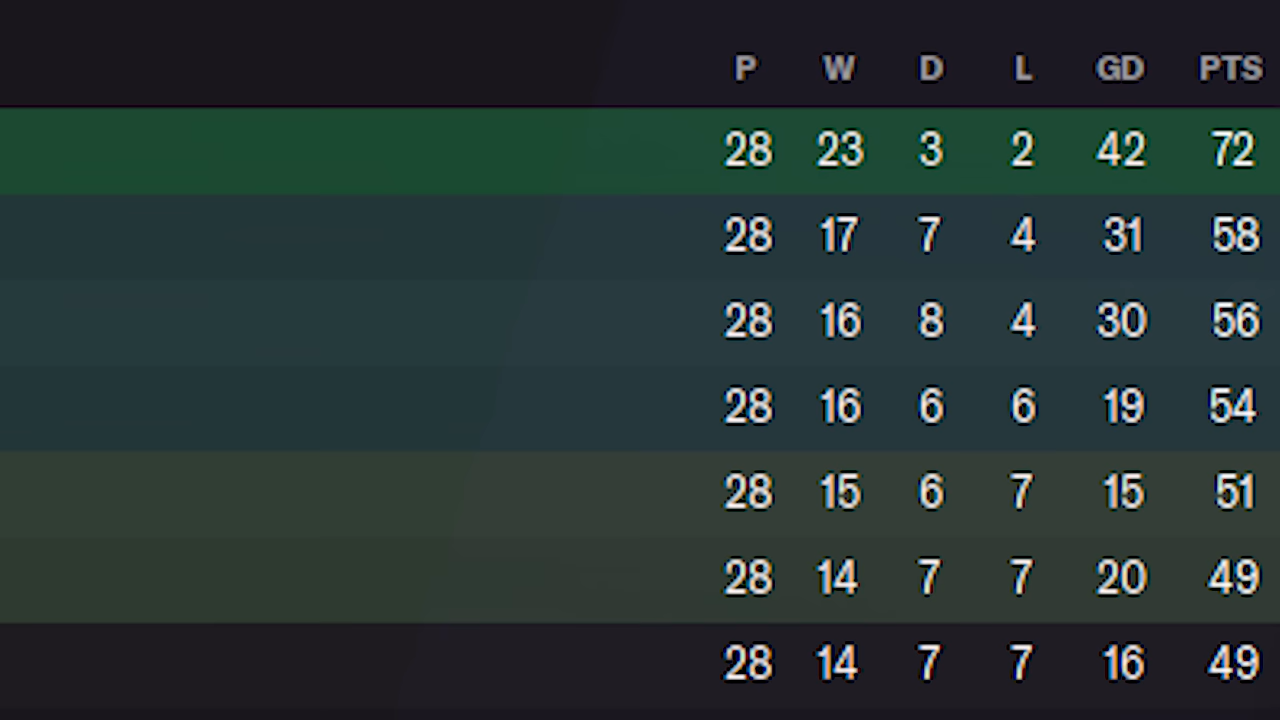 P W D L GD PTS
28 23 3 2 42 72
28 17 7 4 31 58
28 16 8 4 30 56
28 16 6 6 19 54
28 15 6 7 15 51
28 14 7 7 20 49
28 14 7 7 16 49